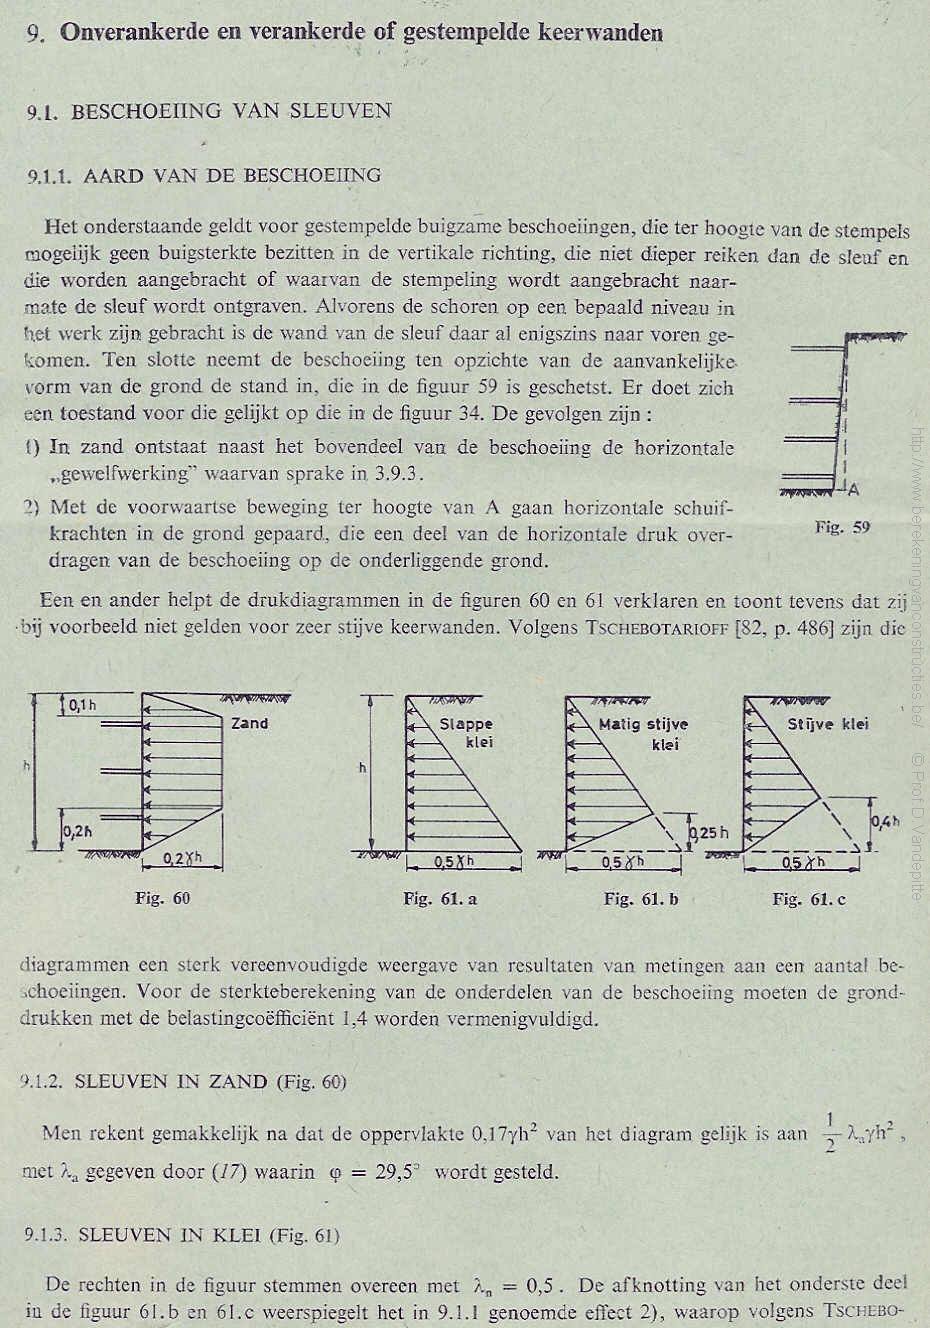 9. Onverankerde en verankerde of gestempelde keerwanden
9.1. BESCHOEIING VAN SLEUVEN
9.1.1. AARD VAN DE BESCHOEIING
Het onderstaande geldt voor gestempelde buigzame beschoeiingen, die ter hoogte van de stempels
mogelijk geen buigsterkte bezitten in de vertikale richting, die niet dieper reiken dan de sleuf en
die worden aangebracht of waarvan de stempeling wordt aangebracht naar-
mate de sleuf wordt ontgraven. Alvorens de schoren op een bepaald niveau in
het werk zijn gebracht is de wand van de sleuf daar al enigszins naar voren ge-
komen. Ten slotte neemt de beschoeiing ten opzichte van de aanvankelijke
vorm van de grond de stand in, die in de figuur 59 is geschetst. Er doet zich
een toestand voor die gelijkt op die in de figuur 34. De gevolgen zijn :
1) In zand ontstaat naast het bovendeel van de beschoeiing de horizontale
„gewelfwerking” waarvan sprake in 3.9.3.
2) Met de voorwaartse beweging ter hoogte van A gaan horizontale schuif-
krachten in de grond gepaard, die een deel van de horizontale druk over-
dragen van de beschoeiing op de onderliggende grond.
A
Fig. 59
Een en ander helpt de drukdiagrammen in de figuren 60 en 61 verklaren en toont tevens dat zij
bij voorbeeld niet gelden voor zeer stijve keerwanden. Volgens TSCHEBOTARIOFF [82, p. 486] zijn die
0,1h
Zand
h
0,2h
0,2γh
Fig. 60
Slappe
klei
h
0,5γh
Fig. 61.a
Matig stijve
klei
0,25h
0,5γh
Fig. 61.b
Stijve klei
0,4h
0,5γh
Fig. 61.c
diagrammen een sterk vereenvoudigde weergave van resultaten van metingen aan een aantal be-
schoeiingen. Voor de sterkteberekening van de onderdelen van de beschoeiing moeten de grond-
drukken met de belastingcoëfficiënt 1,4 worden vermenigvuldigd.
9.1.2. SLEUVEN IN ZAND (Fig. 60)
Men rekent gemakkelijk na dat de oppervlakte 0,17γh² van het diagram gelijk is aan 1/2 λₐγh²,
met λₐ gegeven door (17) waarin φ = 29,5° wordt gesteld.
9.1.3. SLEUVEN IN KLEI (Fig. 61)
De rechten in de figuur stemmen overeen met λₙ = 0,5. De afknotting van het onderste deel
in de figuur 61.b en 61.c weerspiegelt het in 9.1.1 genoemde effect 2), waarop volgens TSCHEBO-
http://www.berekeningvanconstructies.be/ © Prof D. Vandepitte